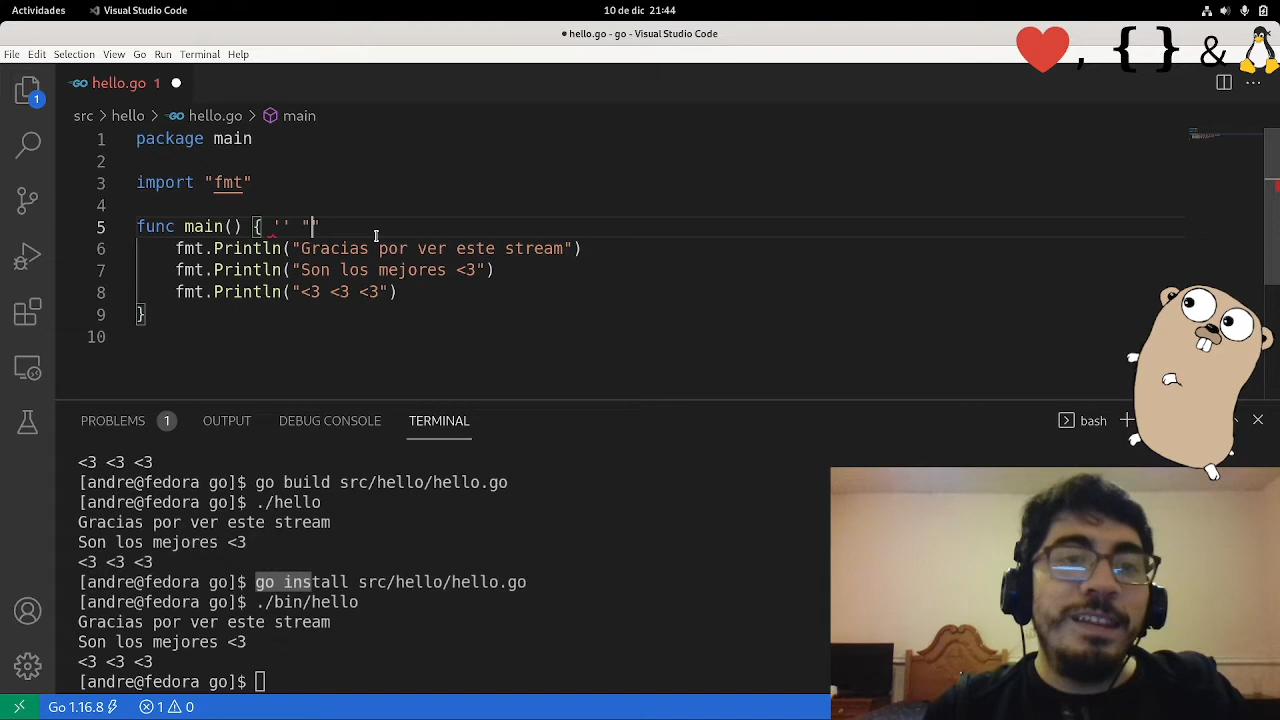 Actividades
Visual Studio Code
10 de dic 21:44
hello.go - go - Visual Studio Code
, { } &
File Edit Selection View Go Run Terminal Help
1
hello.go 1
src > hello > hello.go > main
1 package main
2
3 import "fmt"
4
5 func main() { '' ""
6 fmt.Println("Gracias por ver este stream")
7 fmt.Println("Son los mejores <3")
8 fmt.Println("<3 <3 <3")
9 }
10
PROBLEMS 1 OUTPUT DEBUG CONSOLE TERMINAL
bash
<3 <3 <3
[andre@fedora go]$ go build src/hello/hello.go
[andre@fedora go]$ ./hello
Gracias por ver este stream
Son los mejores <3
<3 <3 <3
[andre@fedora go]$ go install src/hello/hello.go
[andre@fedora go]$ ./bin/hello
Gracias por ver este stream
Son los mejores <3
<3 <3 <3
[andre@fedora go]$
Go 1.16.8 1 0